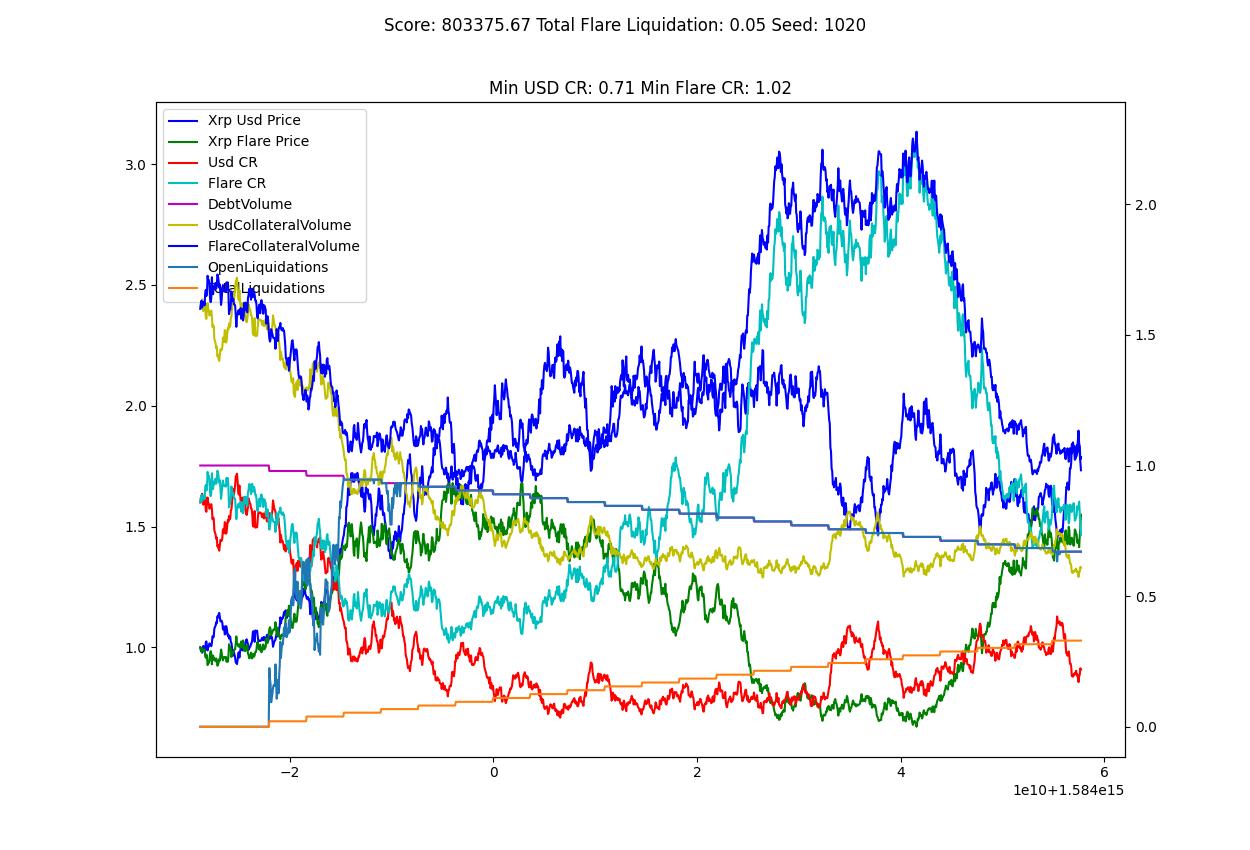 Score: 803375.67 Total Flare Liquidation: 0.05 Seed: 1020
Min USD CR: 0.71 Min Flare CR: 1.02
Xrp Usd Price
Xrp Flare Price
Usd CR
Flare CR
DebtVolume
UsdCollateralVolume
FlareCollateralVolume
OpenLiquidations
Liquidations
3.0
2.5
2.0
1.5
1.0
2.0
1.5
1.0
0.5
0.0
−2
0
2
4
6
1e10+1.584e15